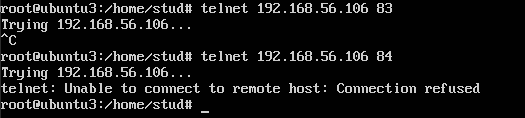 root@ubuntu3:/home/stud# telnet 192.168.56.106 83
Trying 192.168.56.106...
^C
root@ubuntu3:/home/stud# telnet 192.168.56.106 84
Trying 192.168.56.106...
telnet: Unable to connect to remote host: Connection refused
root@ubuntu3:/home/stud# _